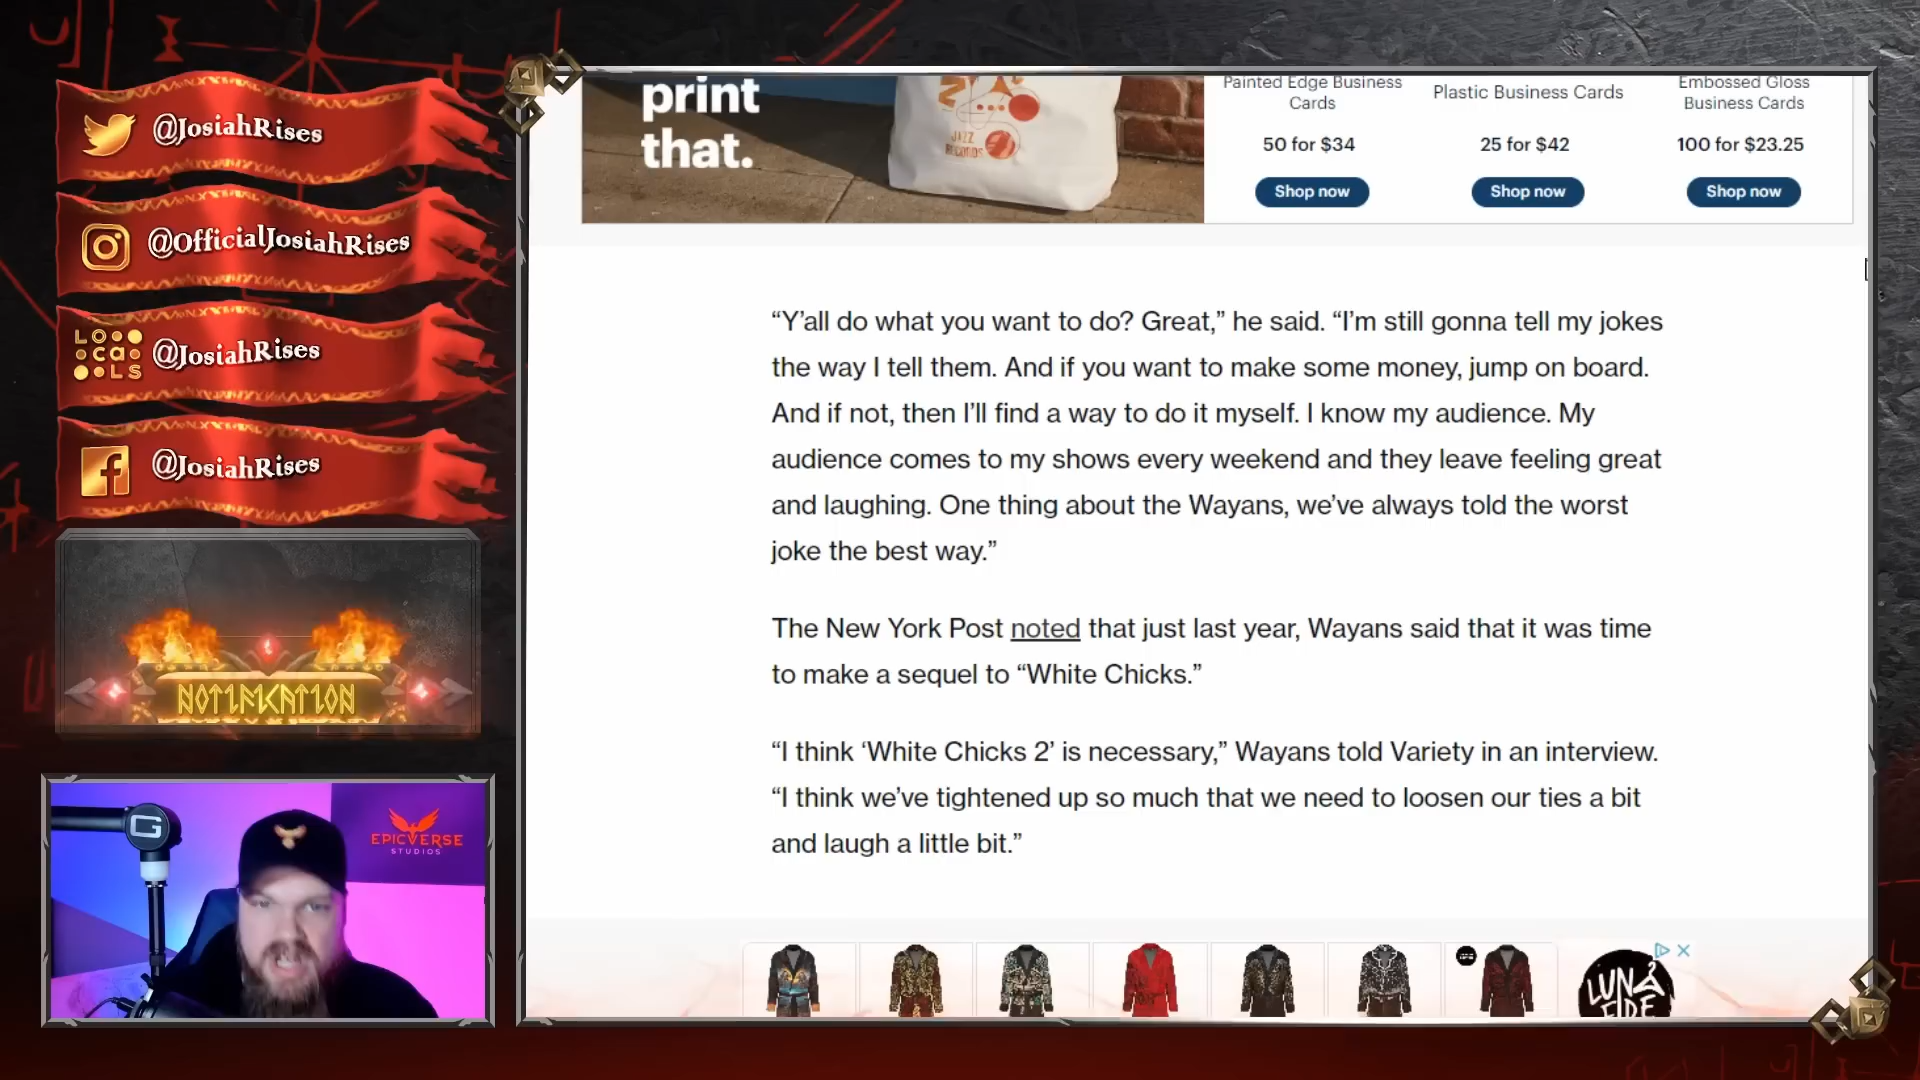 @JosiahRises
@OfficialJosiahRises
LOCALS
@JosiahRises
@JosiahRises
NOTIFICATION
G
EPICVERSE
STUDIOS
print
that.
JAZZ
RECORDS
Painted Edge Business
Cards
50 for $34
Shop now
Plastic Business Cards
25 for $42
Shop now
Embossed Gloss
Business Cards
100 for $23.25
Shop now
“Y’all do what you want to do? Great,” he said. “I’m still gonna tell my jokes
the way I tell them. And if you want to make some money, jump on board.
And if not, then I’ll find a way to do it myself. I know my audience. My
audience comes to my shows every weekend and they leave feeling great
and laughing. One thing about the Wayans, we’ve always told the worst
joke the best way.”
The New York Post noted that just last year, Wayans said that it was time
to make a sequel to “White Chicks.”
“I think ‘White Chicks 2’ is necessary,” Wayans told Variety in an interview.
“I think we’ve tightened up so much that we need to loosen our ties a bit
and laugh a little bit.”